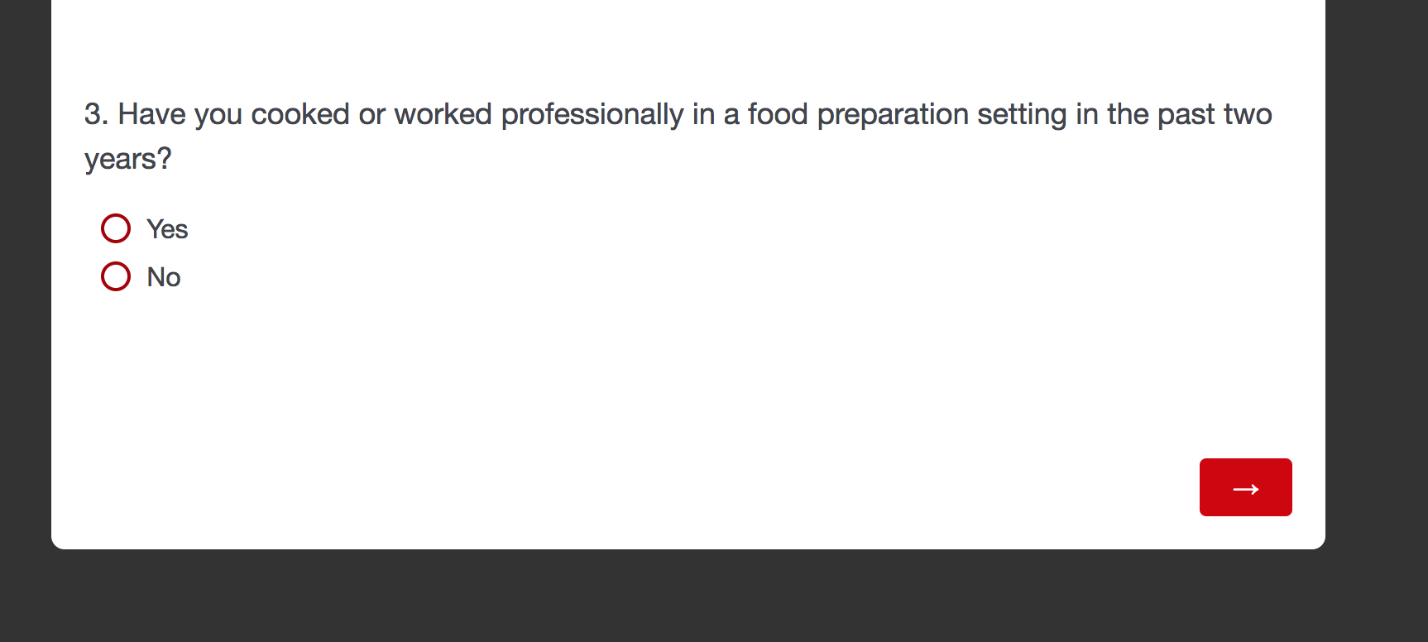 3. Have you cooked or worked professionally in a food preparation setting in the past two
years?
Yes
No
→